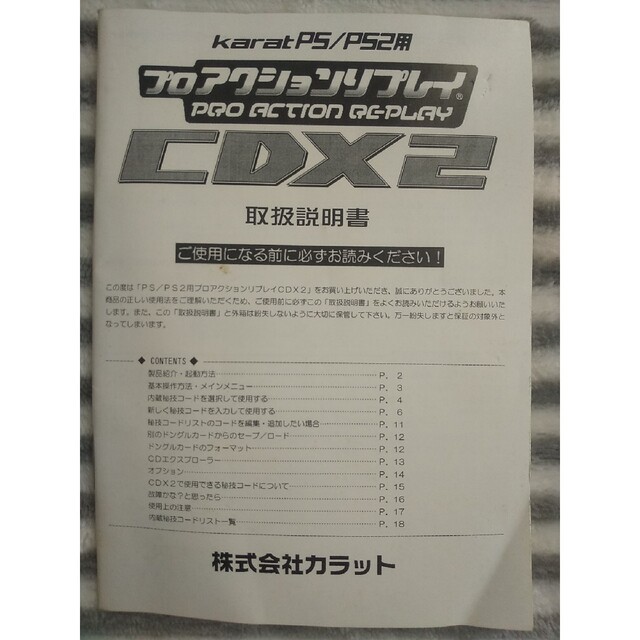 Karat PS/PS2用
プロアクションリプレイ®
PRO ACTION RE-PLAY
CDX2
取扱説明書
ご使用になる前に必ずお読みください!
この度は「PS/PS2用プロアクションリプレイCDX2」をお買い上げいただき、誠にありがとうございました。本
商品の正しい使用法をご理解いただくため、ご使用前に必ずこの「取扱説明書」をよくお読みいただけるようお願いいた
します。また、この「取扱説明書」と外箱は紛失しないように大切に保管して下さい。万一紛失しますと保証の対象外と
なってしまいます。
◆ CONTENTS ◆
製品紹介・起動方法 P. 2
基本操作方法・メインメニュー P. 3
内蔵秘技コードを選択して使用する P. 4
新しく秘技コードを入力して使用する P. 6
秘技コードリストのコードを編集・追加したい場合 P. 11
別のドングルカードからのセーブ/ロード P. 12
ドングルカードのフォーマット P. 12
CDエクスプローラー P. 13
オプション P. 14
CDX2で使用できる秘技コードについて P. 15
故障かな?と思ったら P. 16
使用上の注意 P. 17
内蔵秘技コードリスト一覧 P. 18
株式会社カラット